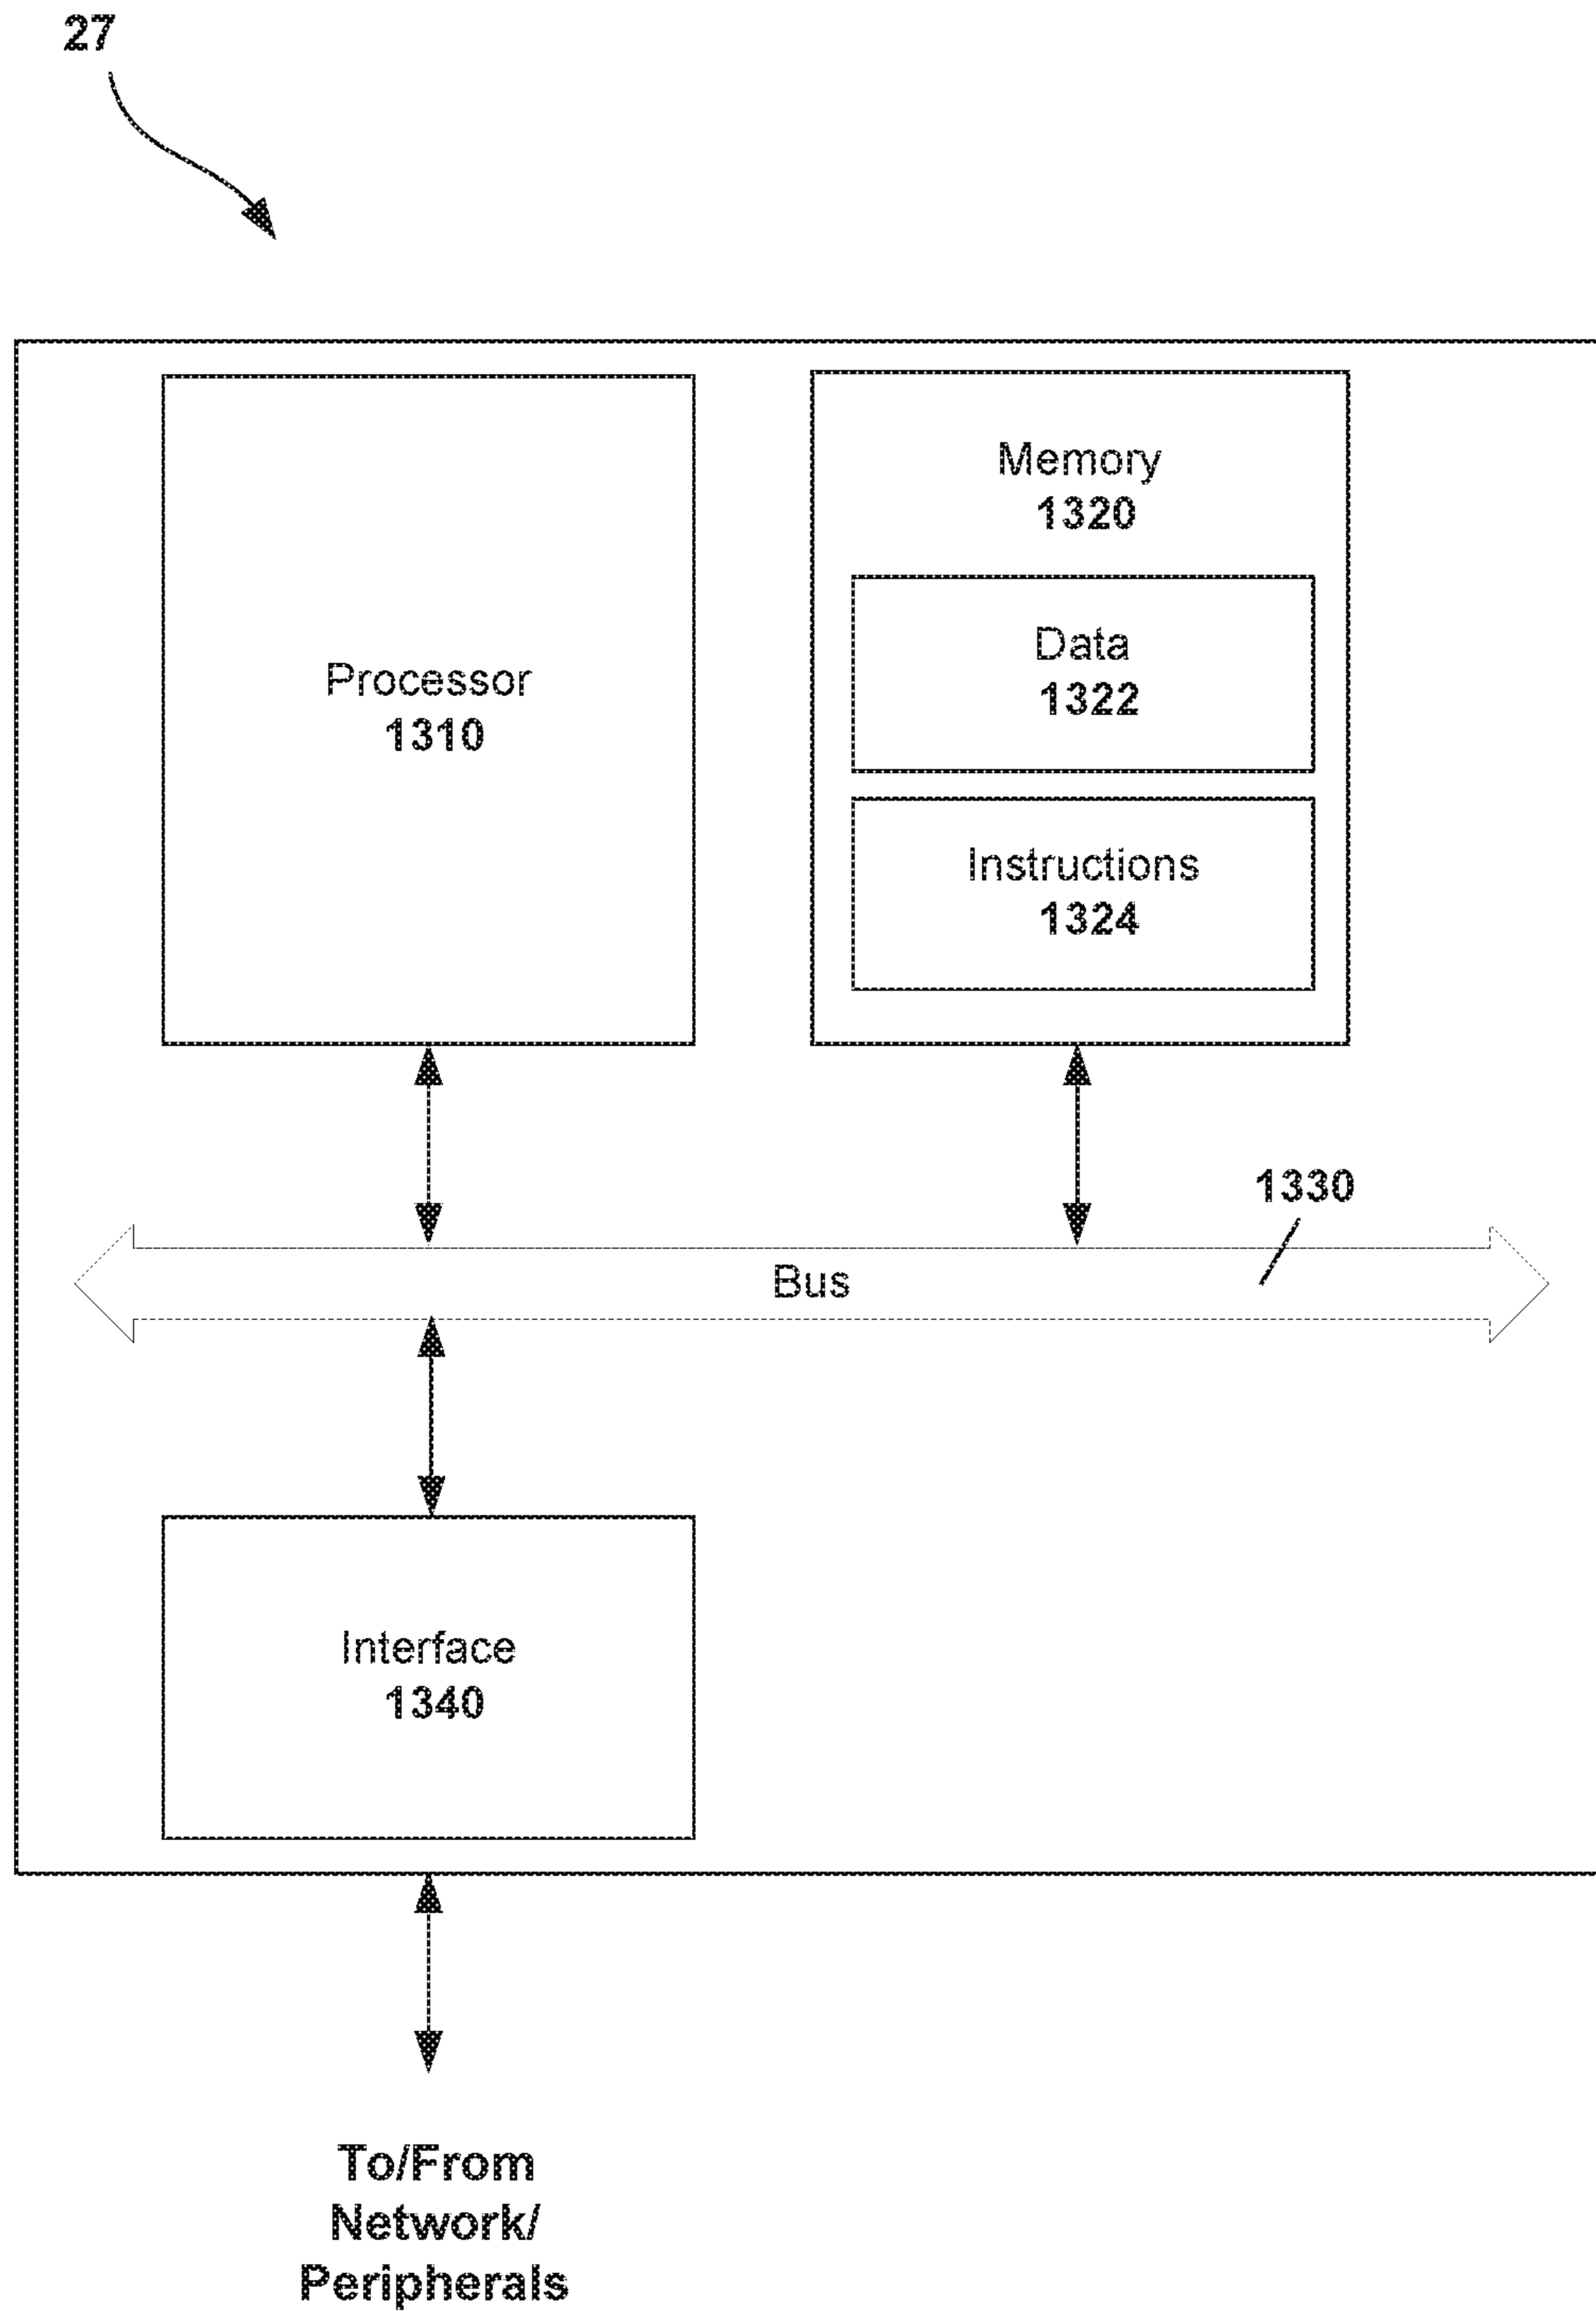 27
Processor
1310
Memory
1320
Data
1322
Instructions
1324
1330
Bus
Interface
1340
To/From
Network/
Peripherals